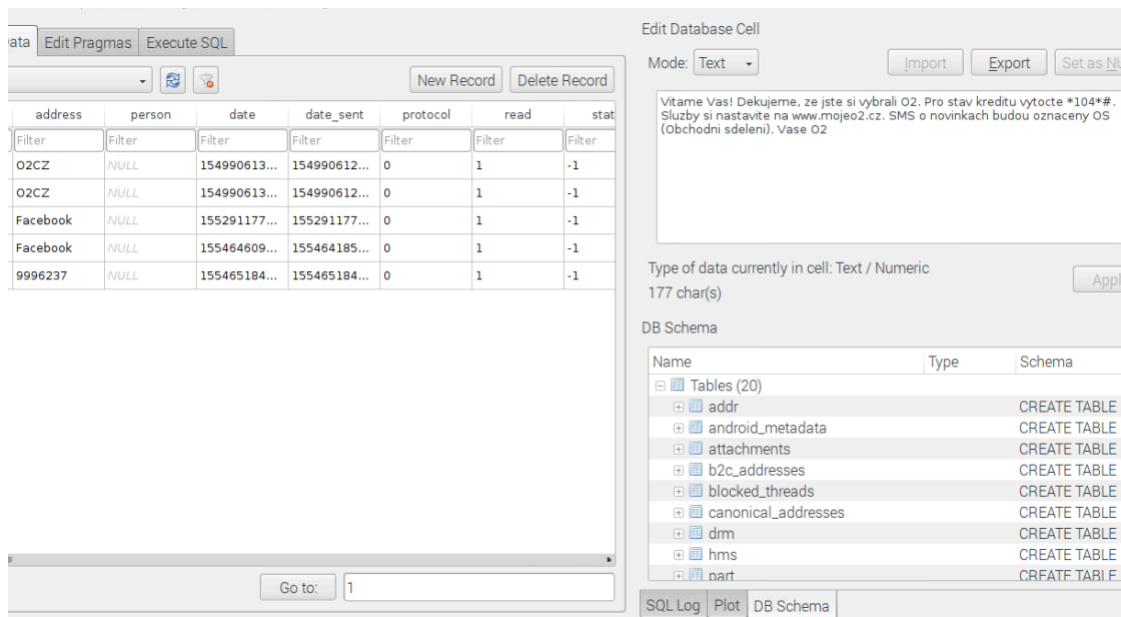 ata Edit Pragmas Execute SQL
New Record Delete Record
address person date date_sent protocol read stat
Filter Filter Filter Filter Filter Filter Filter
O2CZ NULL 154990613... 154990612... 0 1 -1
O2CZ NULL 154990613... 154990612... 0 1 -1
Facebook NULL 155291177... 155291177... 0 1 -1
Facebook NULL 155464609... 155464185... 0 1 -1
9996237 NULL 155465184... 155465184... 0 1 -1
Go to: 1
Edit Database Cell
Mode: Text Import Export Set as NU
Vitame Vas! Dekujeme, ze jste si vybrali O2. Pro stav kreditu vytocte *104*#.
Sluzby si nastavite na www.mojeo2.cz. SMS o novinkach budou oznaceny OS
(Obchodni sdeleni). Vase O2
Type of data currently in cell: Text / Numeric
177 char(s)
Appl
DB Schema
Name Type Schema
Tables (20)
addr CREATE TABLE
android_metadata CREATE TABLE
attachments CREATE TABLE
b2c_addresses CREATE TABLE
blocked_threads CREATE TABLE
canonical_addresses CREATE TABLE
drm CREATE TABLE
hms CREATE TABLE
part CREATE TABLE
SQL Log Plot DB Schema